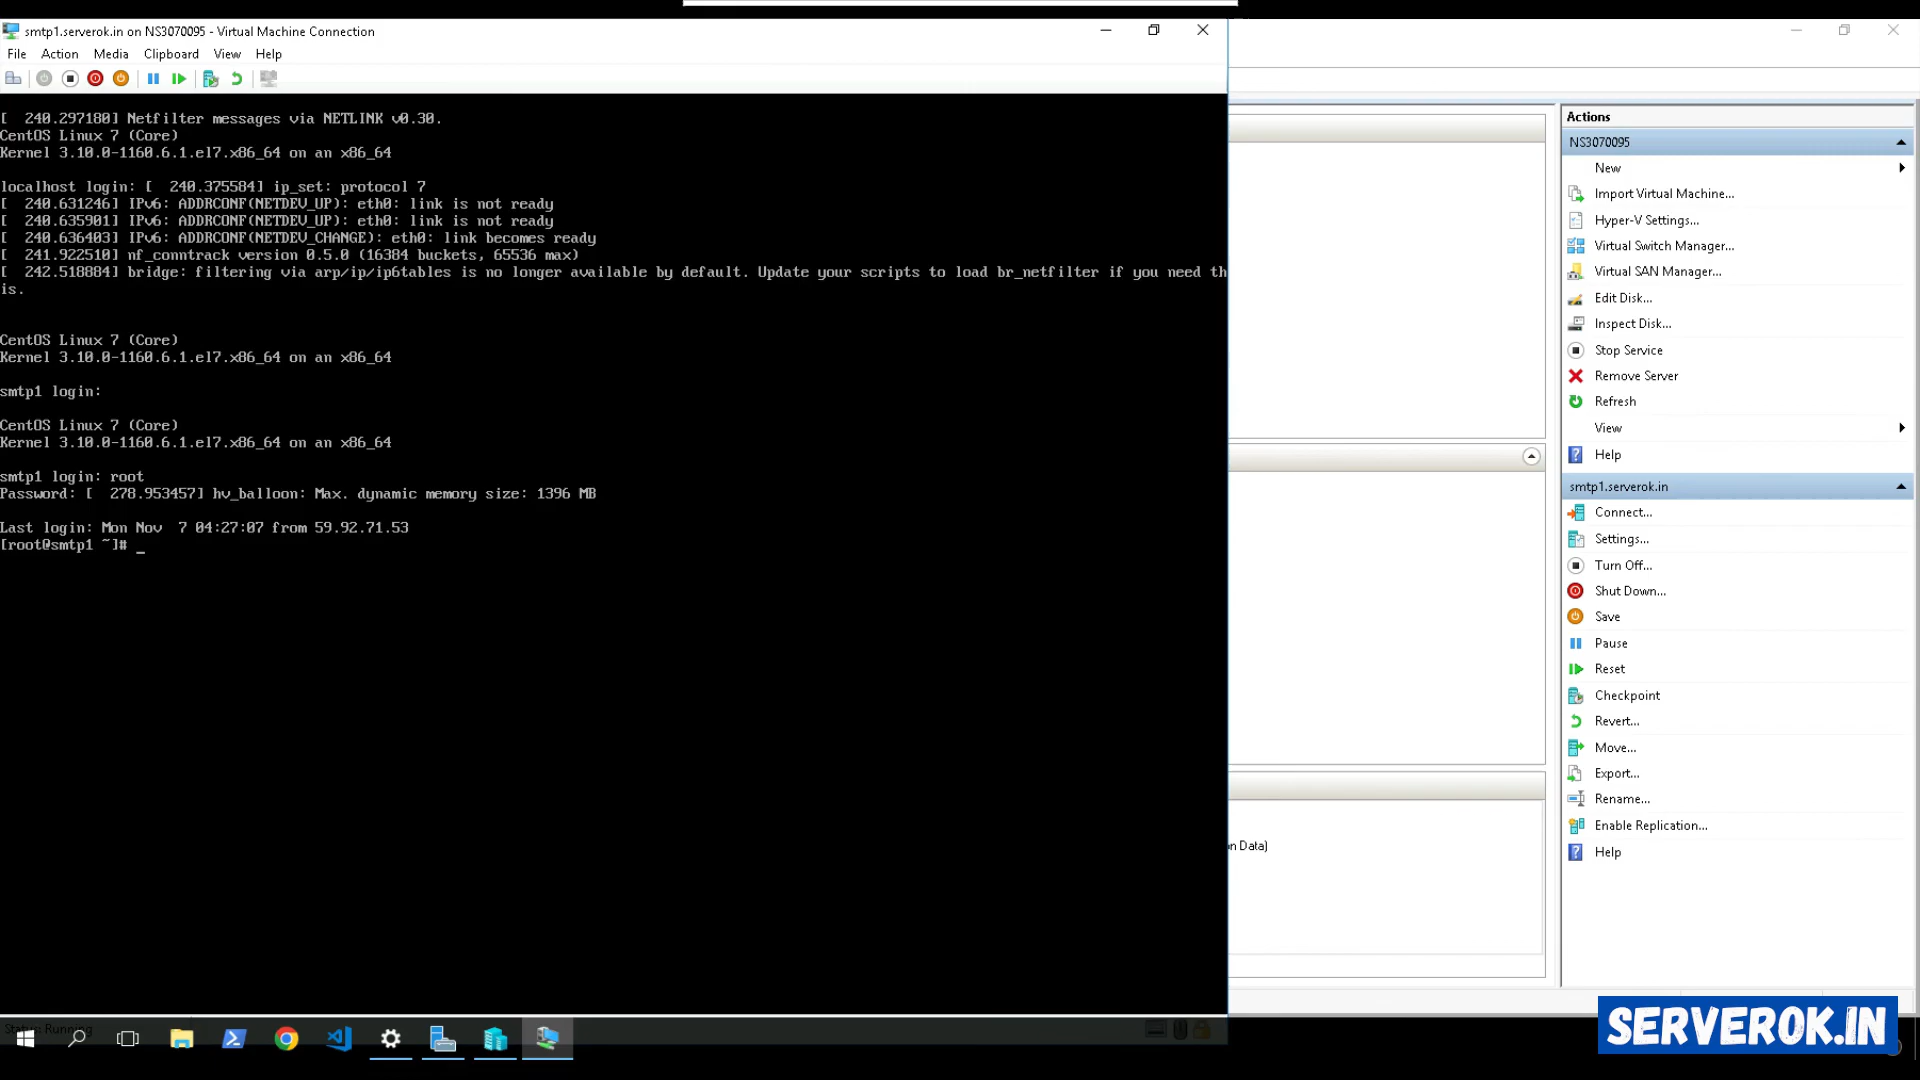 smtp1.serverok.in on NS3070095 - Virtual Machine Connection
File Action Media Clipboard View Help
[  240.297180] Netfilter messages via NETLINK v0.30.
CentOS Linux 7 (Core)
Kernel 3.10.0-1160.6.1.el7.x86_64 on an x86_64
localhost login: [  240.375584] ip_set: protocol 7
[  240.631246] IPv6: ADDRCONF(NETDEV_UP): eth0: link is not ready
[  240.635901] IPv6: ADDRCONF(NETDEV_UP): eth0: link is not ready
[  240.636403] IPv6: ADDRCONF(NETDEV_CHANGE): eth0: link becomes ready
[  241.922510] nf_conntrack version 0.5.0 (16384 buckets, 65536 max)
[  242.518884] bridge: filtering via arp/ip/ip6tables is no longer available by default. Update your scripts to load br_netfilter if you need th
is.
CentOS Linux 7 (Core)
Kernel 3.10.0-1160.6.1.el7.x86_64 on an x86_64
smtp1 login:
CentOS Linux 7 (Core)
Kernel 3.10.0-1160.6.1.el7.x86_64 on an x86_64
smtp1 login: root
Password: [  278.953457] hv_balloon: Max. dynamic memory size: 1396 MB
Last login: Mon Nov  7 04:27:07 from 59.92.71.53
[root@smtp1 ~]# _
Status: Running
n Data)
Actions
NS3070095
New
Import Virtual Machine...
Hyper-V Settings...
Virtual Switch Manager...
Virtual SAN Manager...
Edit Disk...
Inspect Disk...
Stop Service
Remove Server
Refresh
View
Help
smtp1.serverok.in
Connect...
Settings...
Turn Off...
Shut Down...
Save
Pause
Reset
Checkpoint
Revert...
Move...
Export...
Rename...
Enable Replication...
Help
SERVEROK.IN